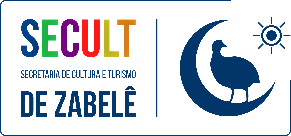 SECULT
SECRETARIA DE CULTURA E TURISMO
DE ZABELÊ